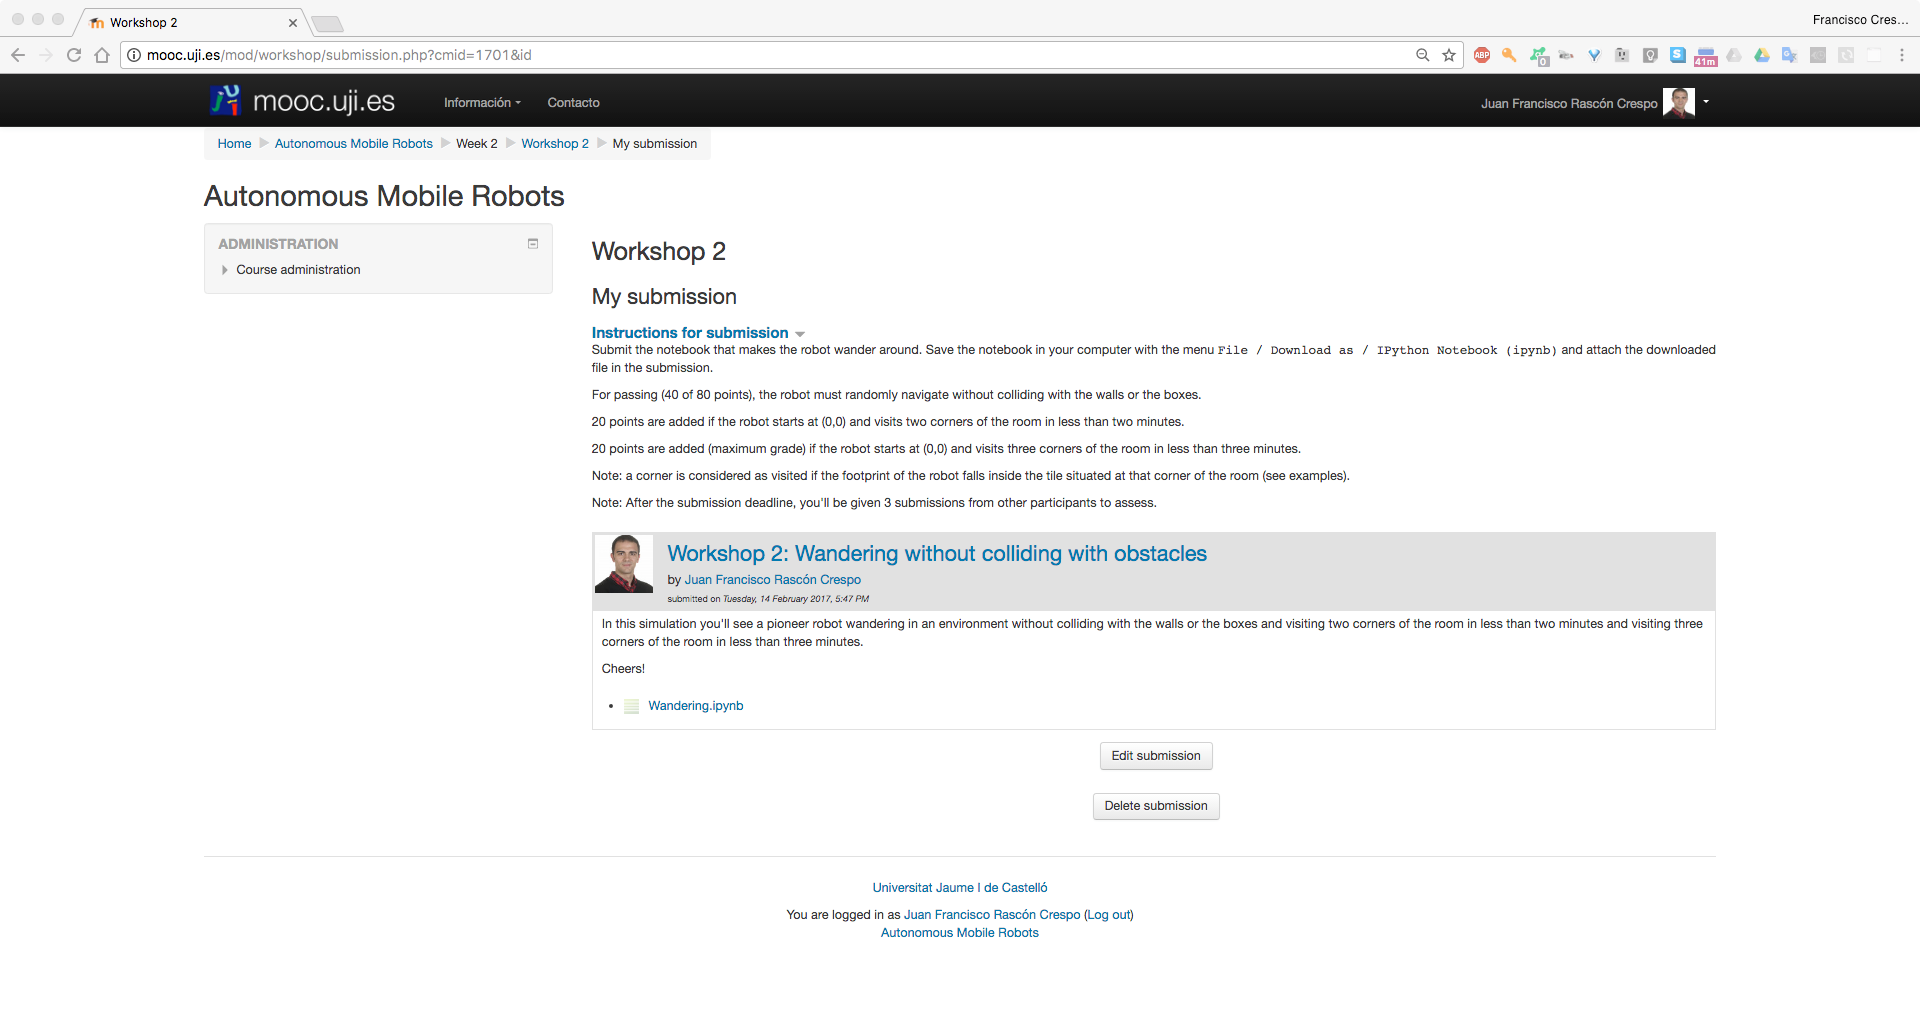 Workshop 2
Francisco Cres...
mooc.uji.es/mod/workshop/submission.php?cmid=1701&id
ABP
0
S
41m
mooc.uji.es
Información
Contacto
Juan Francisco Rascón Crespo
Home
Autonomous Mobile Robots
Week 2
Workshop 2
My submission
Autonomous Mobile Robots
ADMINISTRATION
Course administration
Workshop 2
My submission
Instructions for submission
Submit the notebook that makes the robot wander around. Save the notebook in your computer with the menu File / Download as / IPython Notebook (ipynb) and attach the downloaded
file in the submission.
For passing (40 of 80 points), the robot must randomly navigate without colliding with the walls or the boxes.
20 points are added if the robot starts at (0,0) and visits two corners of the room in less than two minutes.
20 points are added (maximum grade) if the robot starts at (0,0) and visits three corners of the room in less than three minutes.
Note: a corner is considered as visited if the footprint of the robot falls inside the tile situated at that corner of the room (see examples).
Note: After the submission deadline, you'll be given 3 submissions from other participants to assess.
Workshop 2: Wandering without colliding with obstacles
by Juan Francisco Rascón Crespo
submitted on Tuesday, 14 February 2017, 5:47 PM
In this simulation you'll see a pioneer robot wandering in an environment without colliding with the walls or the boxes and visiting two corners of the room in less than two minutes and visiting three
corners of the room in less than three minutes.
Cheers!
Wandering.ipynb
Edit submission
Delete submission
Universitat Jaume I de Castelló
You are logged in as Juan Francisco Rascón Crespo (Log out)
Autonomous Mobile Robots